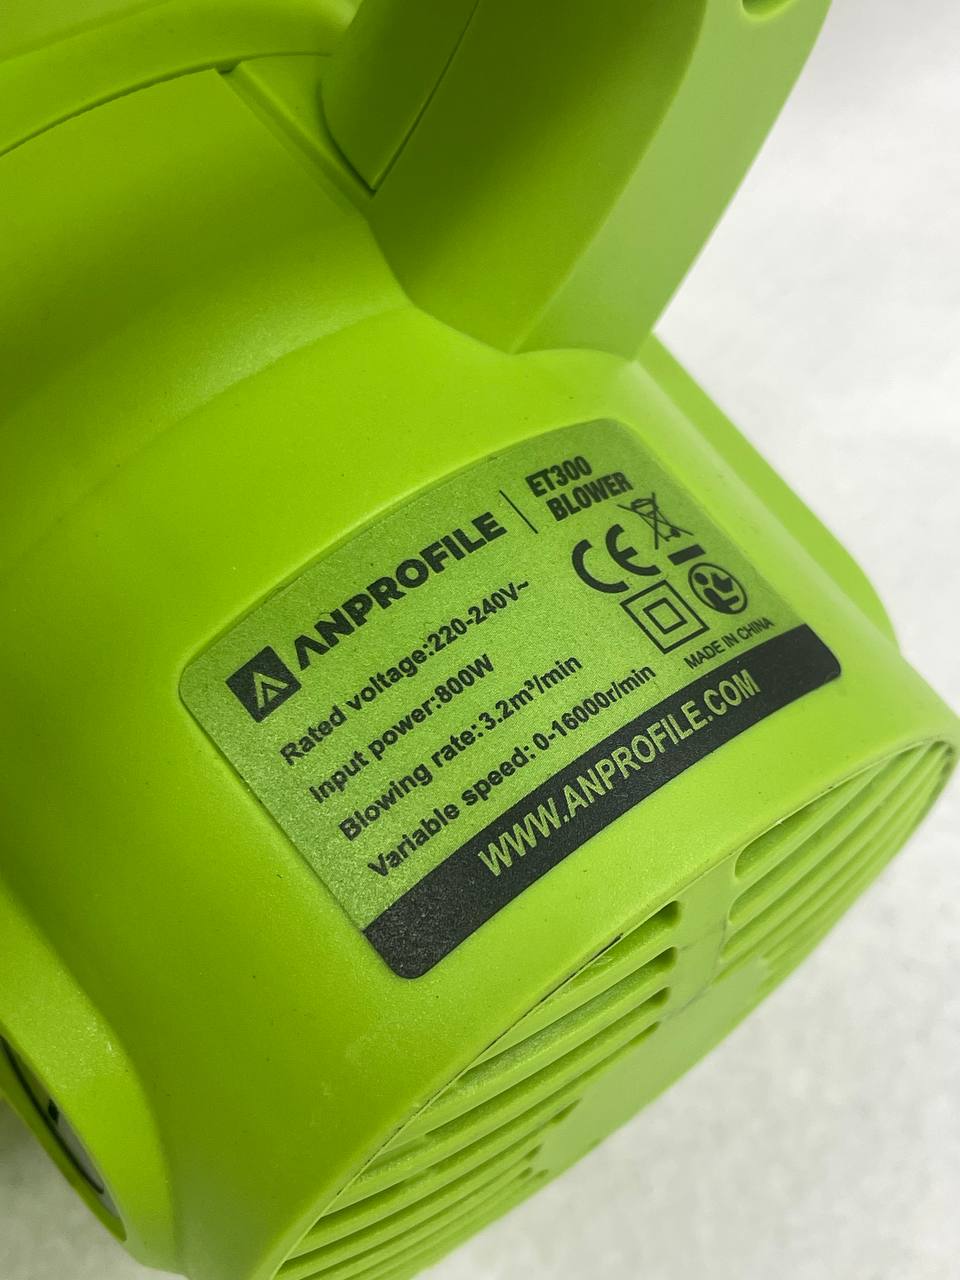 ANPROFILE
ET300
BLOWER
Rated voltage:220-240V~
Input power:800W
Blowing rate:3.2m³/min
Variable speed: 0-16000r/min
CE
MADE IN CHINA
WWW.ANPROFILE.COM